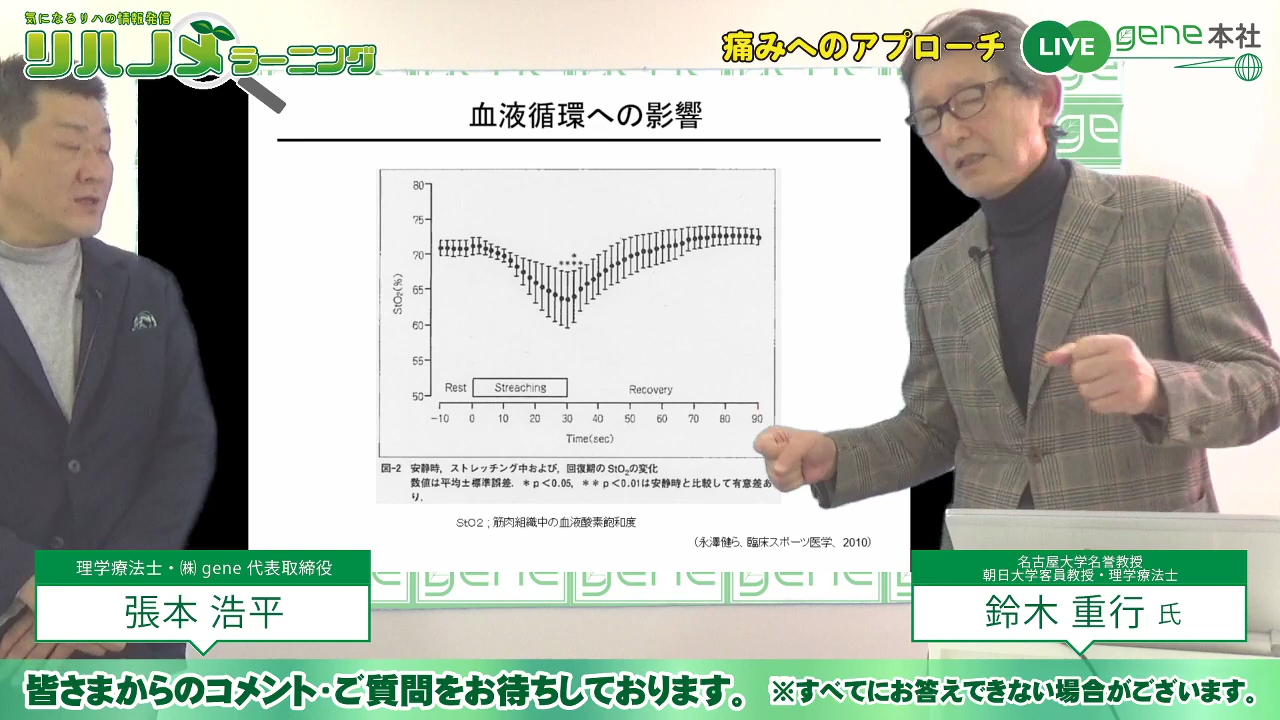 気になるリハの情報発信
リハノメ
ラーニング
痛みへのアプローチ
LIVE
gene本社
血液循環への影響
80
75
70
65
60
55
50
StO₂(%)
**
*
**
Rest
Streaching
Recovery
-10 0 10 20 30 40 50 60 70 80 90
Time(sec)
図-2 安静時，ストレッチング中および，回復期のStO₂の変化
数値は平均±標準誤差．＊p<0.05，＊＊p<0.01は安静時と比較して有意差あ
り．
StO2；筋肉組織中の血液酸素飽和度
（永澤健ら、臨床スポーツ医学、2010）
gene gene gene
理学療法士・㈱gene 代表取締役
張本 浩平
名古屋大学名誉教授
朝日大学客員教授・理学療法士
鈴木 重行 氏
皆さまからのコメント・ご質問をお待ちしております。 ※すべてにお答えできない場合がございます。